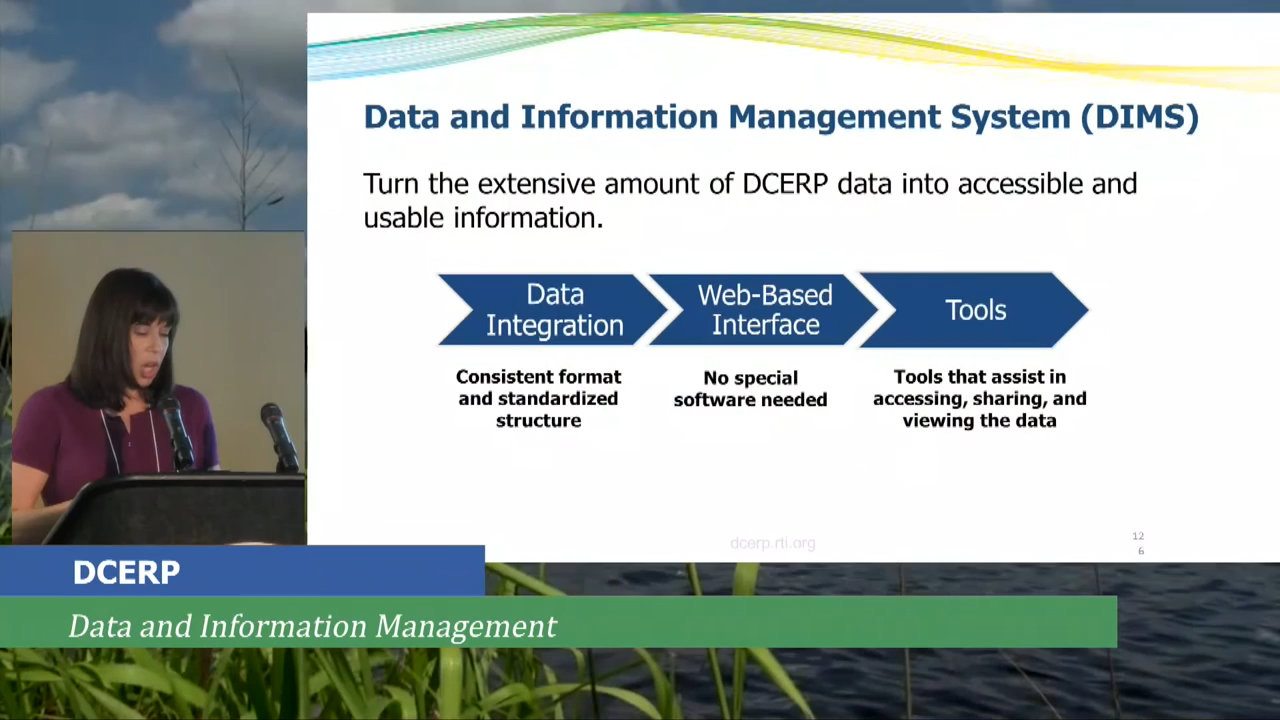 Data and Information Management System (DIMS)
Turn the extensive amount of DCERP data into accessible and
usable information.
Data
Integration
Web-Based
Interface
Tools
Consistent format
and standardized
structure
No special
software needed
Tools that assist in
accessing, sharing, and
viewing the data
dcerp.rti.org
12
6
DCERP
Data and Information Management